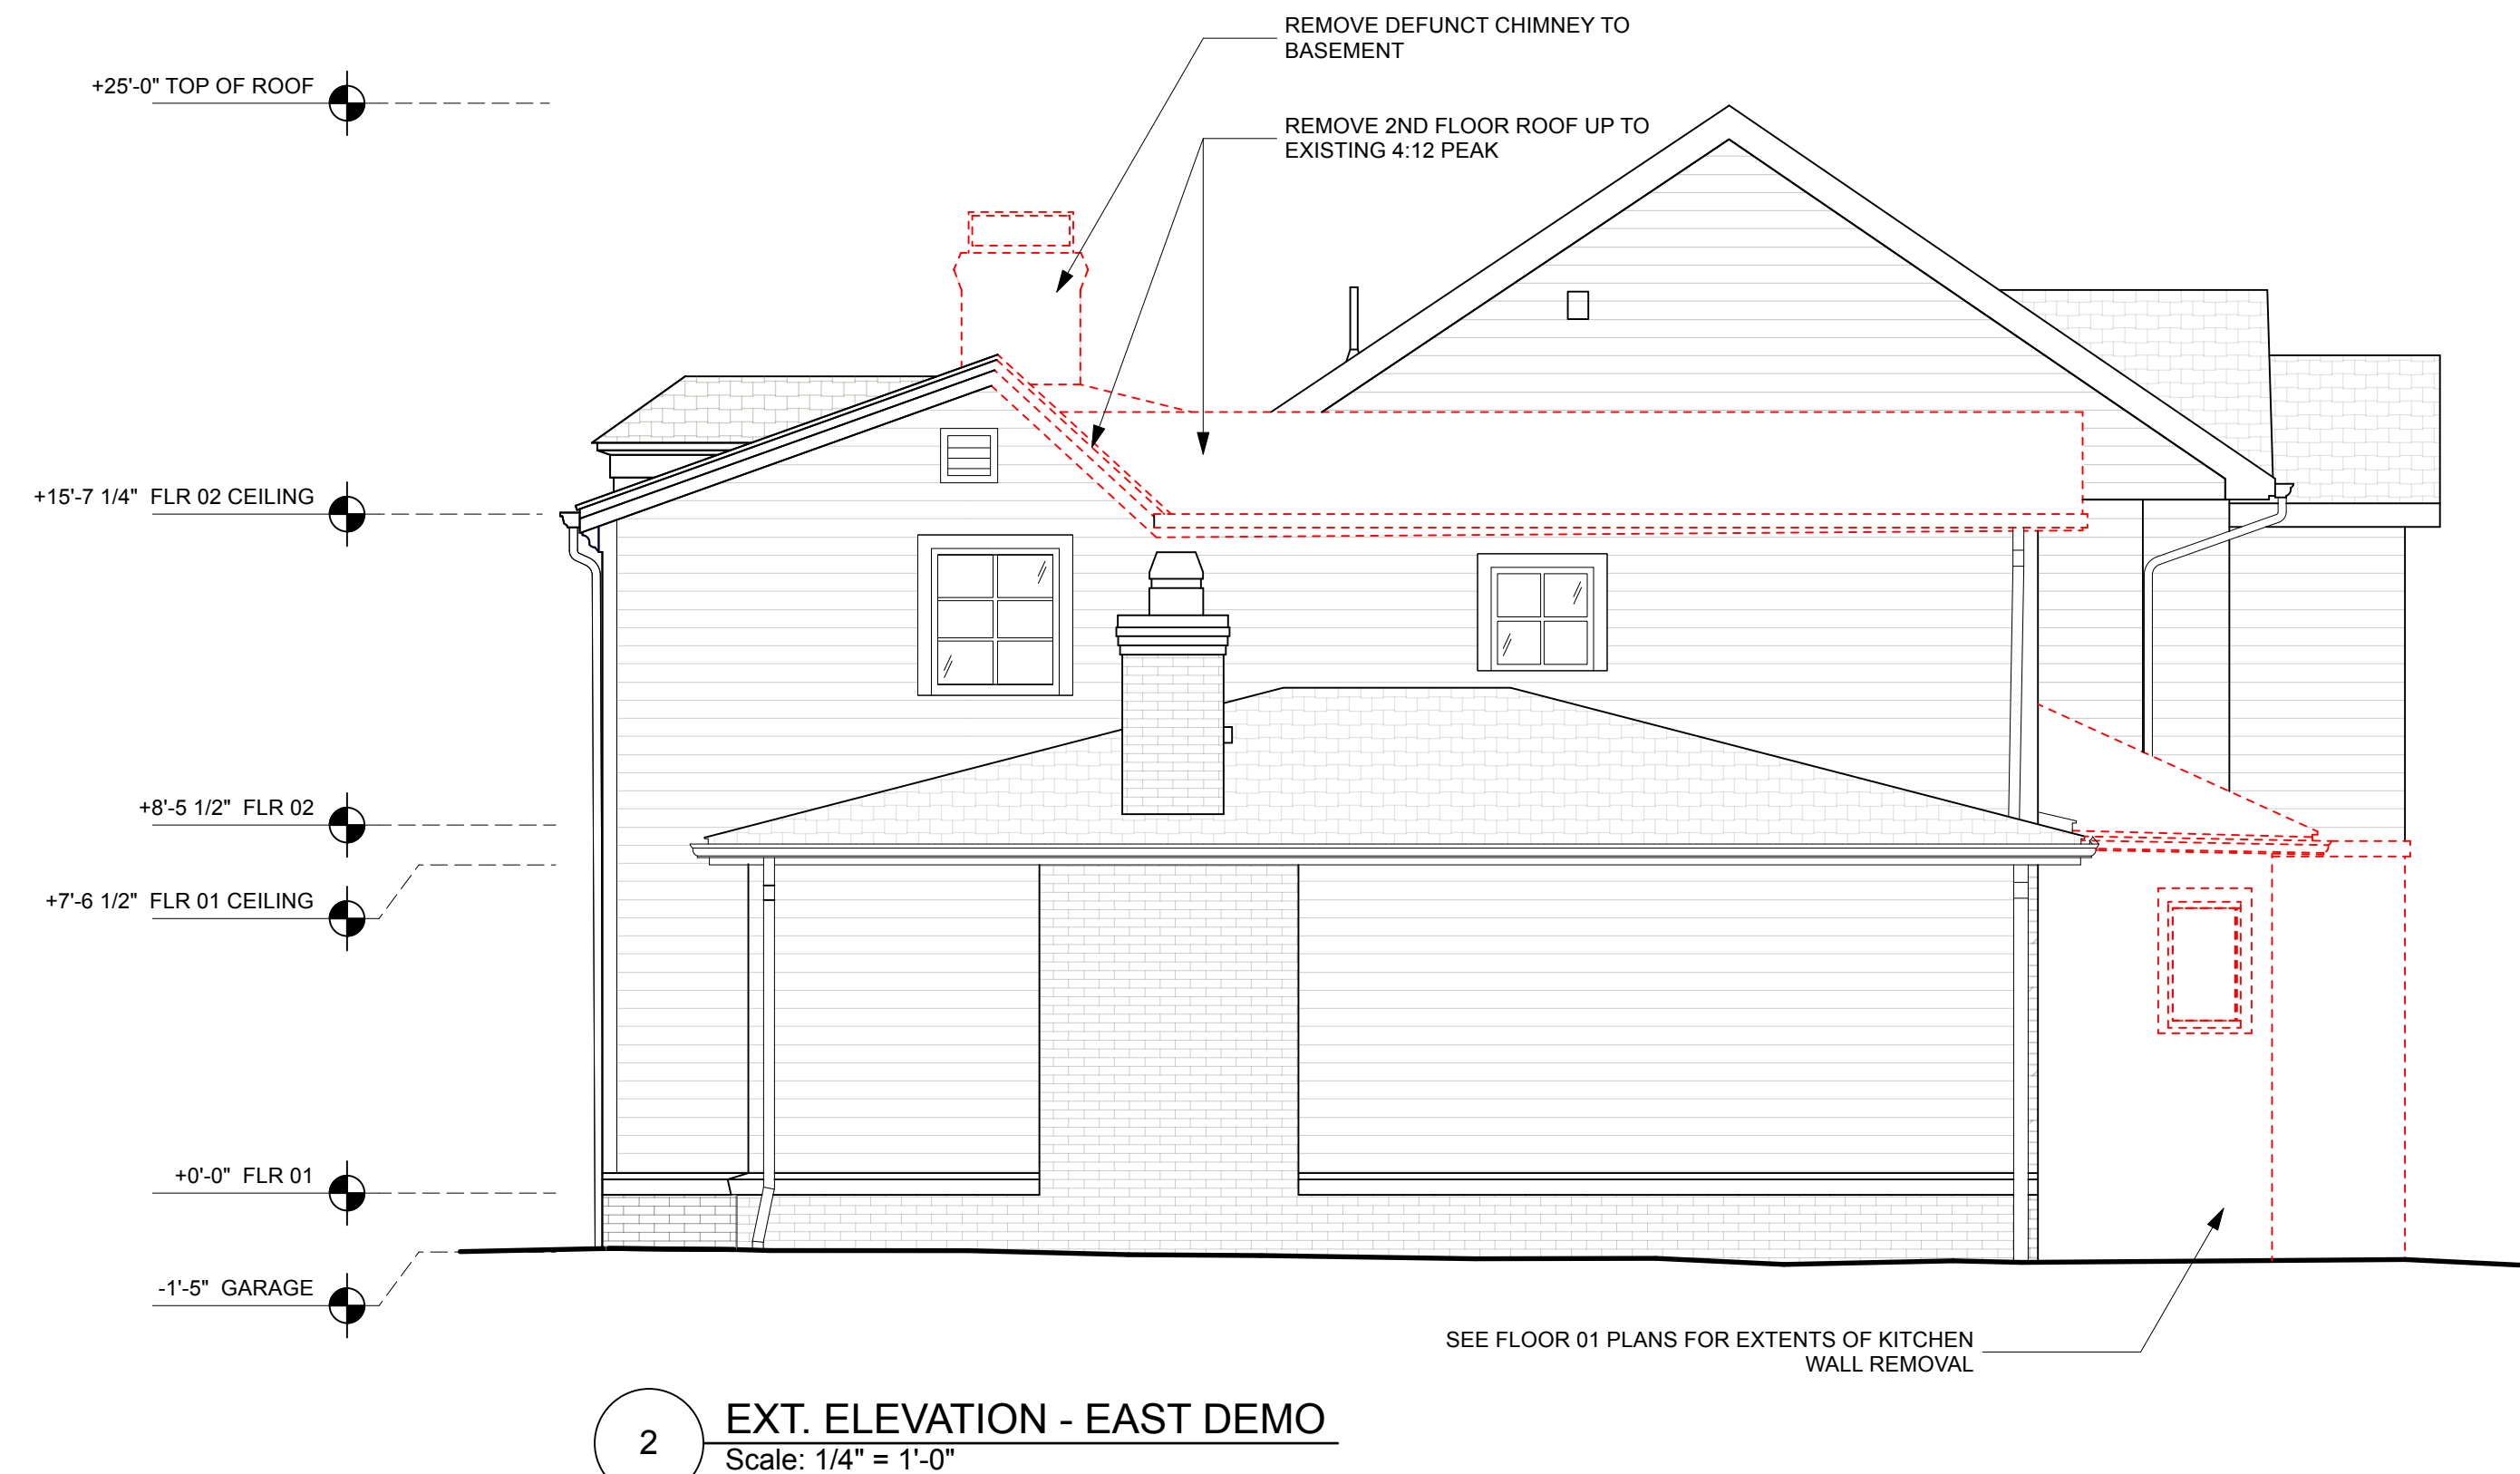 REMOVE DEFUNCT CHIMNEY TO
BASEMENT
+25'-0" TOP OF ROOF
REMOVE 2ND FLOOR ROOF UP TO
EXISTING 4:12 PEAK
+15'-7 1/4"  FLR 02 CEILING
+8'-5 1/2"  FLR 02
+7'-6 1/2"  FLR 01 CEILING
+0'-0"  FLR 01
-1'-5"  GARAGE
SEE FLOOR 01 PLANS FOR EXTENTS OF KITCHEN
WALL REMOVAL
2
EXT. ELEVATION - EAST DEMO
Scale: 1/4" = 1'-0"